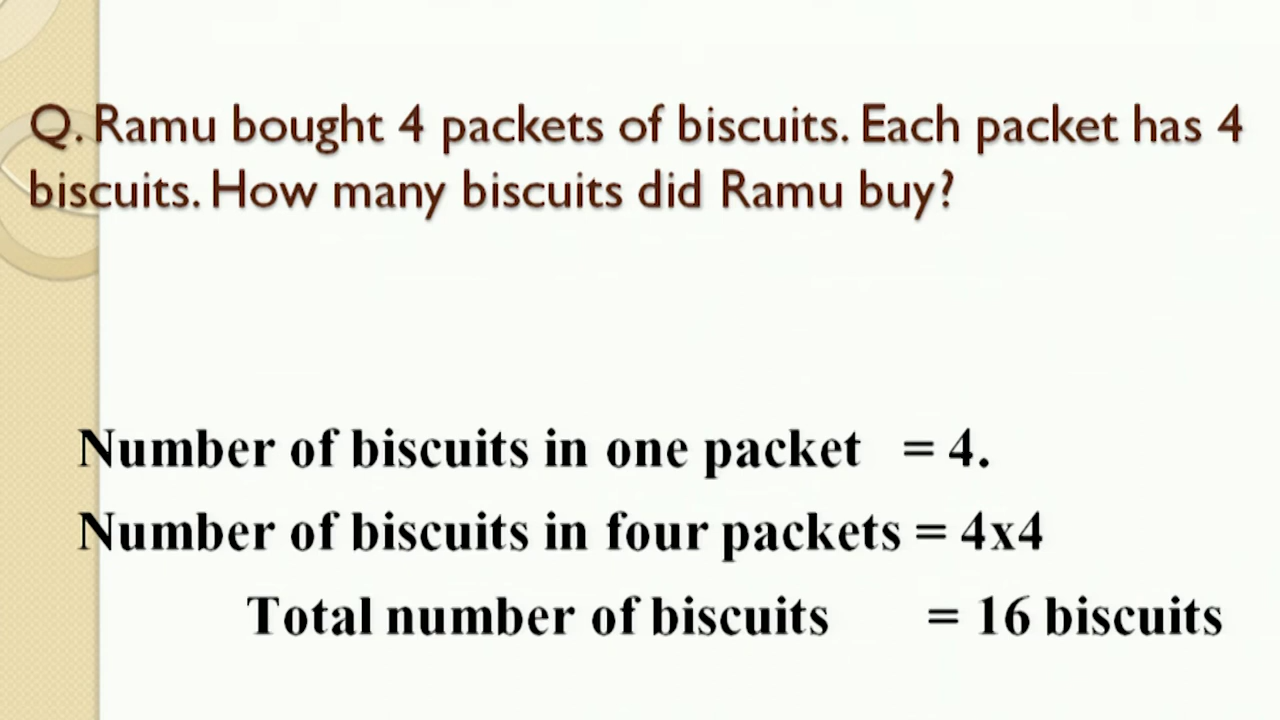 Q. Ramu bought 4 packets of biscuits. Each packet has 4
biscuits. How many biscuits did Ramu buy?
Number of biscuits in one packet = 4.
Number of biscuits in four packets = 4x4
Total number of biscuits = 16 biscuits